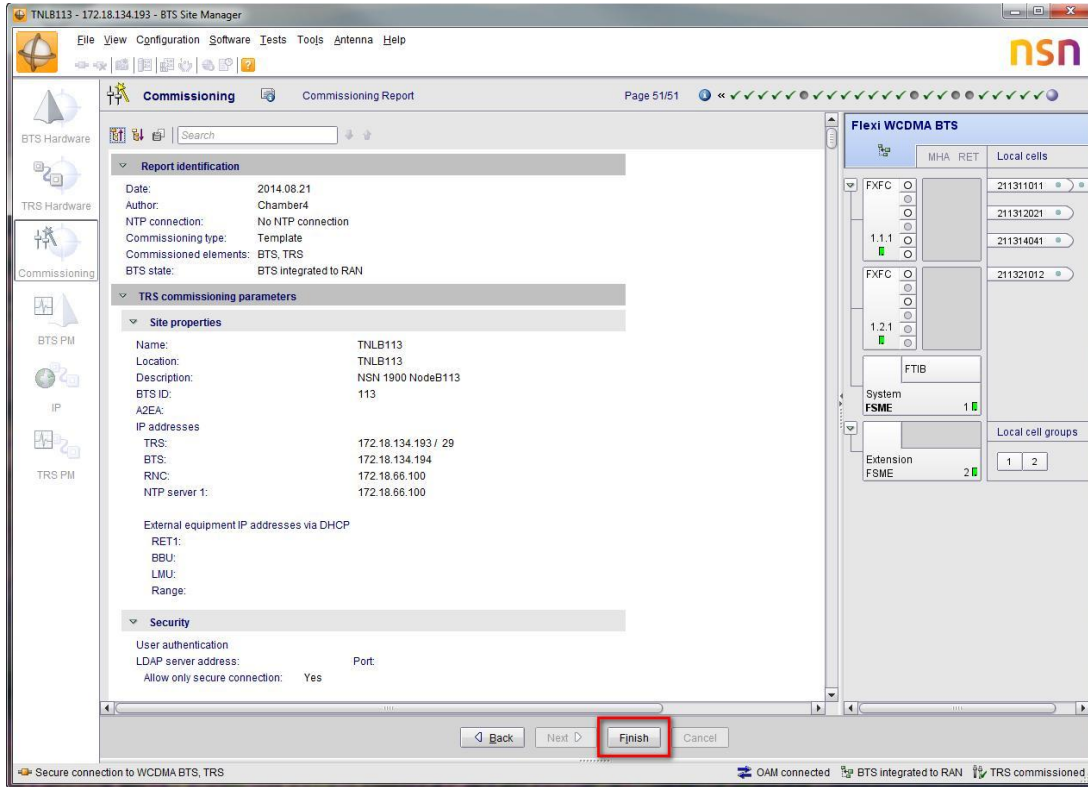 TNLB113 - 172.18.134.193 - BTS Site Manager
File View Configuration Software Tests Tools Antenna Help
nsn
Commissioning Commissioning Report Page 51/51
Search
BTS Hardware
TRS Hardware
Commissioning
BTS PM
IP
TRS PM
Report identification
Date: 2014.08.21
Author: Chamber4
NTP connection: No NTP connection
Commissioning type: Template
Commissioned elements: BTS, TRS
BTS state: BTS integrated to RAN
TRS commissioning parameters
Site properties
Name: TNLB113
Location: TNLB113
Description: NSN 1900 NodeB113
BTS ID: 113
A2EA:
IP addresses
TRS: 172.18.134.193 / 29
BTS: 172.18.134.194
RNC: 172.18.66.100
NTP server 1: 172.18.66.100
External equipment IP addresses via DHCP
RET1:
BBU:
LMU:
Range:
Security
User authentication
LDAP server address: Port:
Allow only secure connection: Yes
Flexi WCDMA BTS
MHA RET Local cells
FXFC
1.1.1
211311011
211312021
211314041
FXFC
1.2.1
211321012
FTIB
System
FSME 1
Extension
FSME 2
Local cell groups
1 2
Back Next Finish Cancel
Secure connection to WCDMA BTS, TRS OAM connected BTS integrated to RAN TRS commissioned